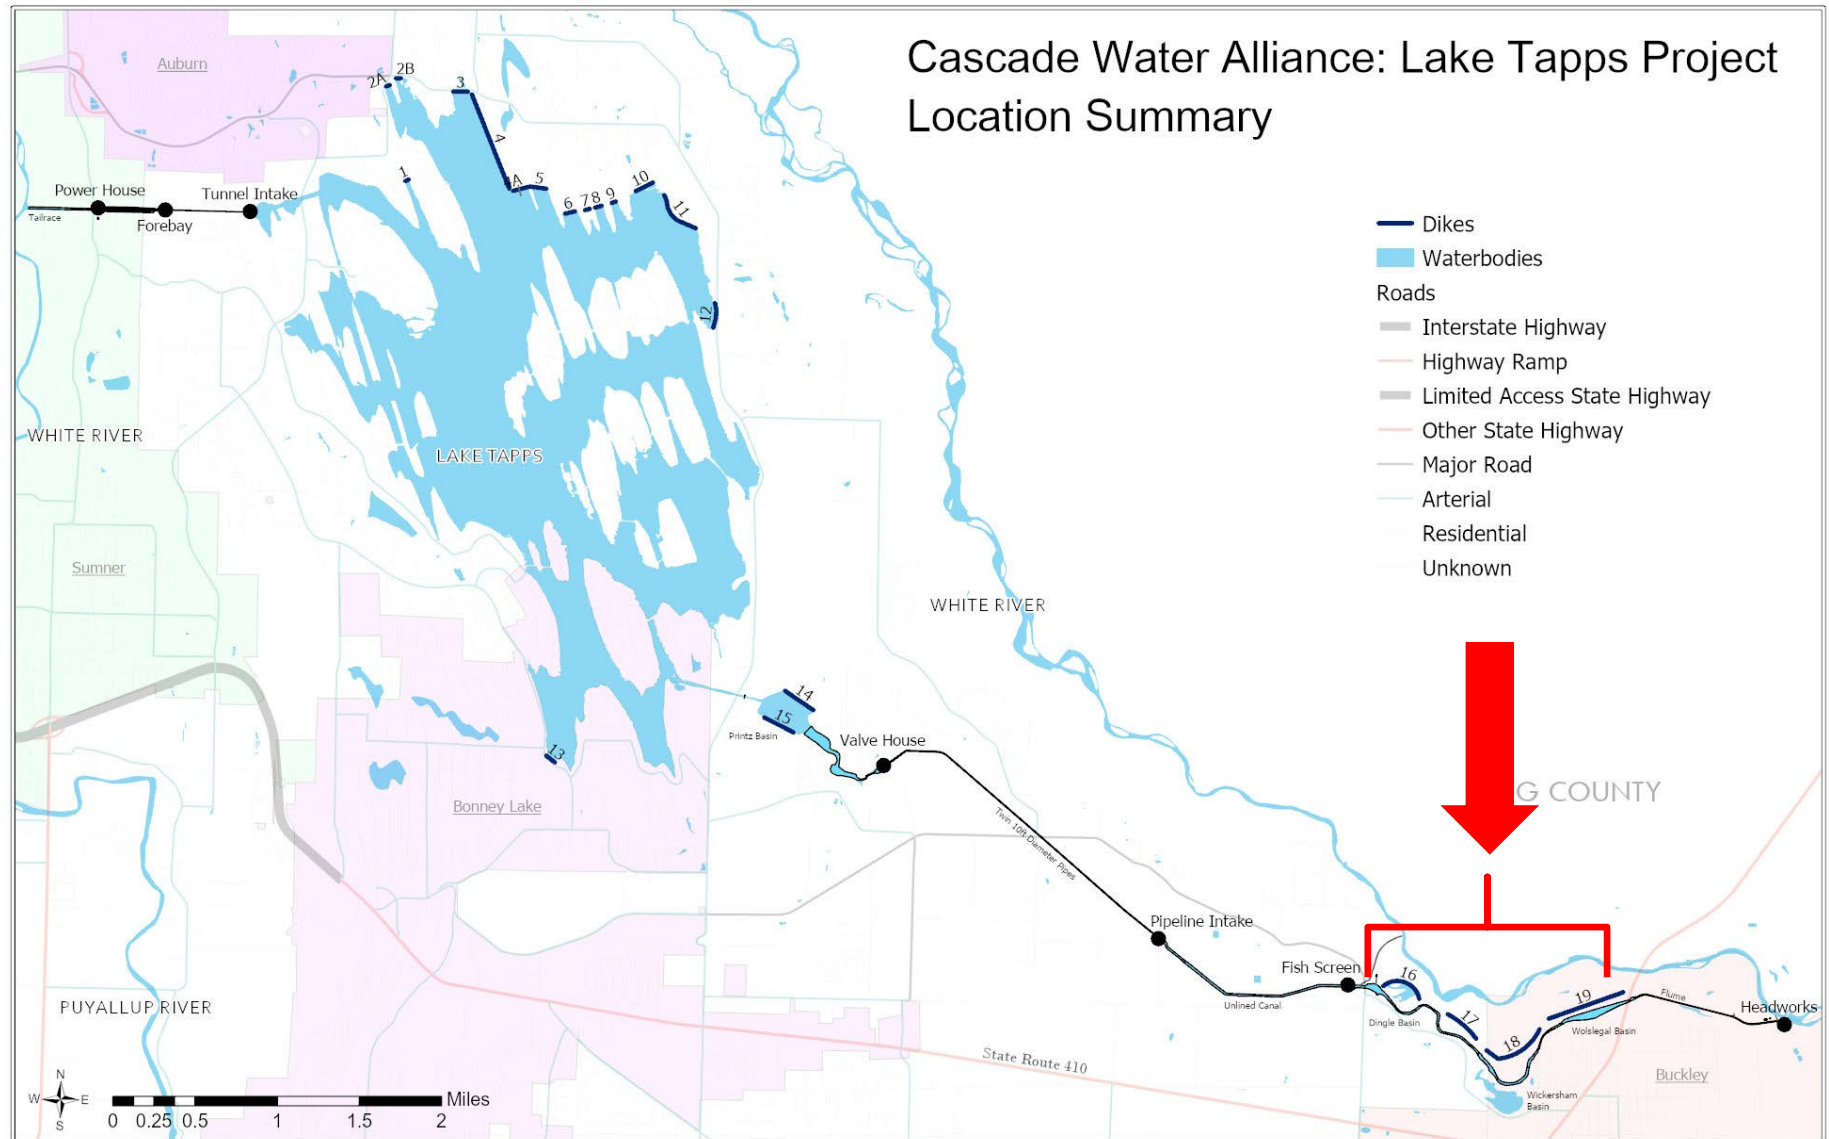 Cascade Water Alliance: Lake Tapps Project
Location Summary
Auburn
2A
2B
3
4
4A
5
1
6
7
8
9
10
11
12
Power House
Tunnel Intake
Tailrace
Forebay
Dikes
Waterbodies
Roads
Interstate Highway
Highway Ramp
Limited Access State Highway
Other State Highway
Major Road
Arterial
Residential
Unknown
WHITE RIVER
LAKE TAPPS
Sumner
WHITE RIVER
14
15
Printz Basin
Valve House
13
Bonney Lake
G COUNTY
Twin 10ft Diameter Pipes
Pipeline Intake
Fish Screen
16
17
18
19
Flume
Headworks
Unlined Canal
Dingle Basin
Wolslegal Basin
PUYALLUP RIVER
State Route 410
Buckley
Wickersham
Basin
N
W
E
S
0 0.25 0.5 1 1.5 2
Miles